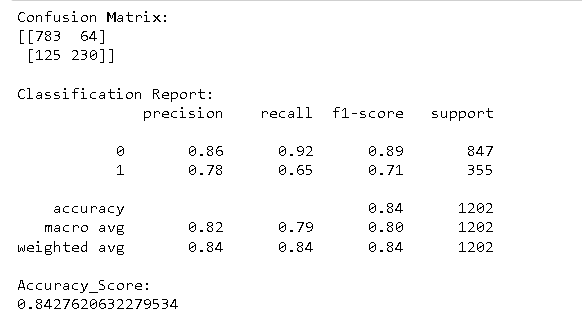 Confusion Matrix:
[[783  64]
 [125 230]]
Classification Report:
              precision    recall  f1-score   support
           0       0.86      0.92      0.89       847
           1       0.78      0.65      0.71       355
    accuracy                           0.84      1202
   macro avg       0.82      0.79      0.80      1202
weighted avg       0.84      0.84      0.84      1202
Accuracy_Score:
0.8427620632279534